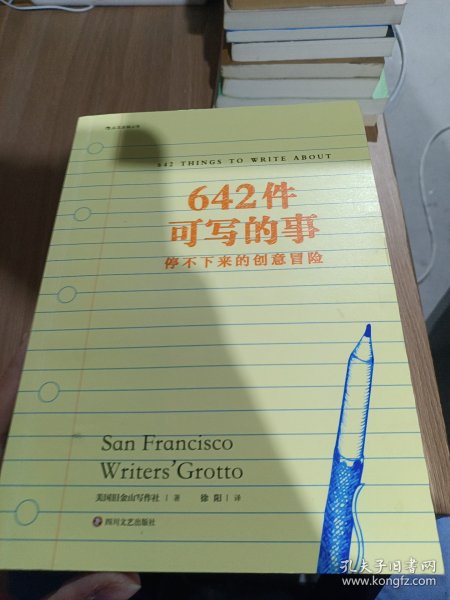 642 THINGS TO WRITE ABOUT
642件
可写的事
停不下来的创意冒险
San Francisco
Writers' Grotto
美国旧金山写作社 | 著 徐阳 | 译
四川文艺出版社
孔夫子旧书网
www.kongfz.com